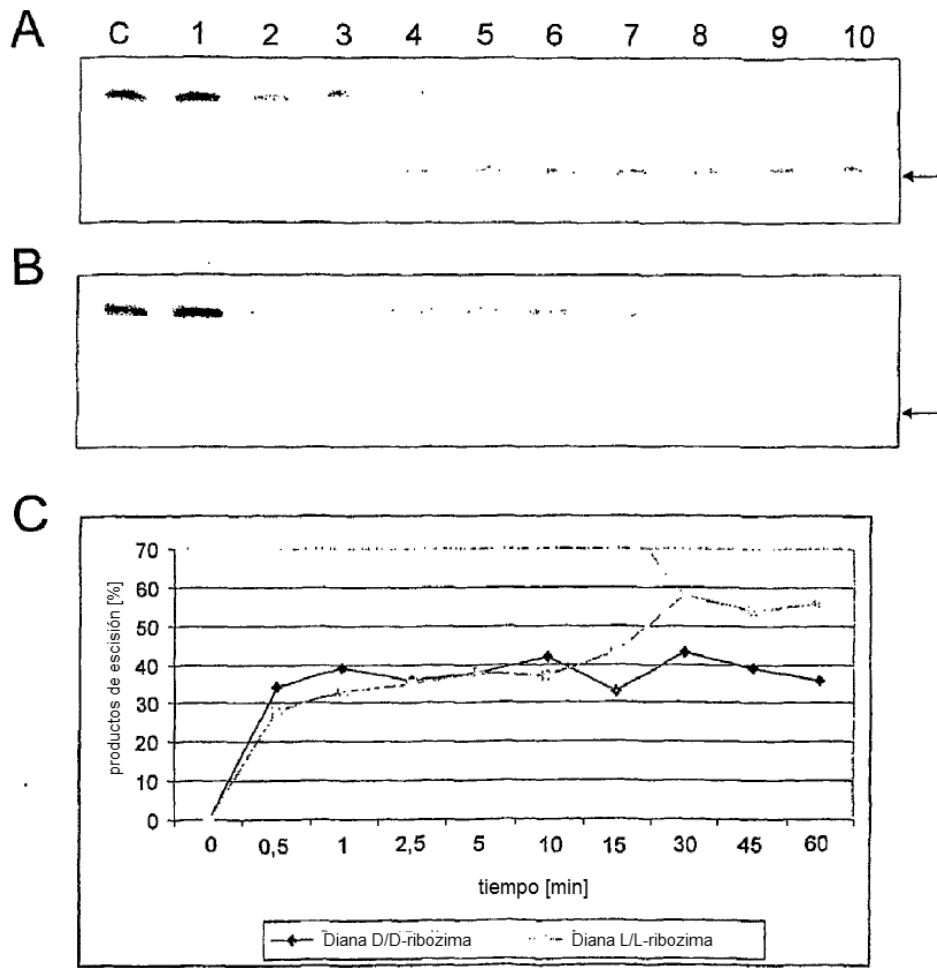 A
C 1 2 3 4 5 6 7 8 9 10
B
C
productos de escisión [%]
70
60
50
40
30
20
10
0
0 0,5 1 2,5 5 10 15 30 45 60
tiempo [min]
Diana D/D-ribozima Diana L/L-ribozima